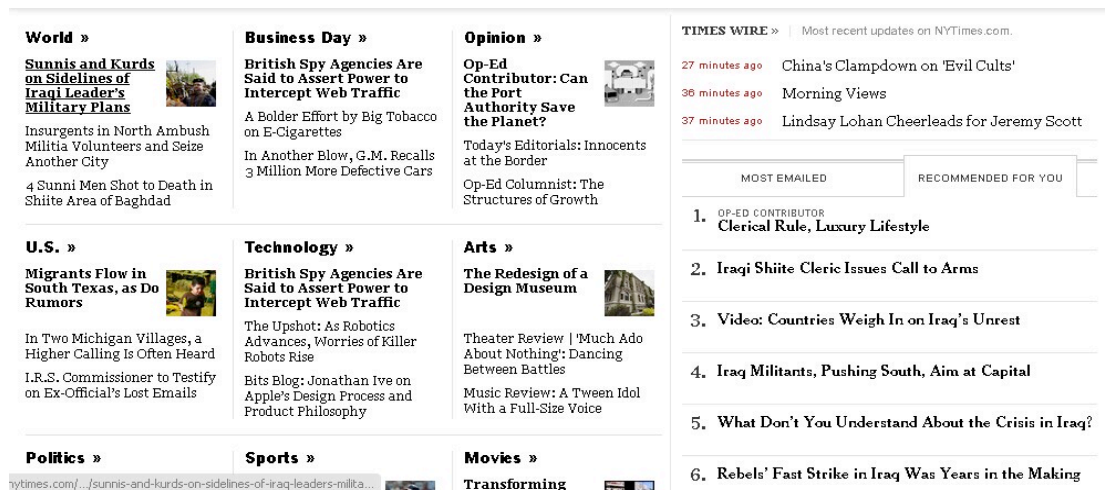 World »
Sunnis and Kurds
on Sidelines of
Iraqi Leader's
Military Plans
Insurgents in North Ambush
Militia Volunteers and Seize
Another City
4 Sunni Men Shot to Death in
Shiite Area of Baghdad
Business Day »
British Spy Agencies Are
Said to Assert Power to
Intercept Web Traffic
A Bolder Effort by Big Tobacco
on E-Cigarettes
In Another Blow, G.M. Recalls
3 Million More Defective Cars
Opinion »
Op-Ed
Contributor: Can
the Port
Authority Save
the Planet?
Today's Editorials: Innocents
at the Border
Op-Ed Columnist: The
Structures of Growth
U.S. »
Migrants Flow in
South Texas, as Do
Rumors
In Two Michigan Villages, a
Higher Calling Is Often Heard
I.R.S. Commissioner to Testify
on Ex-Official's Lost Emails
Technology »
British Spy Agencies Are
Said to Assert Power to
Intercept Web Traffic
The Upshot: As Robotics
Advances, Worries of Killer
Robots Rise
Bits Blog: Jonathan Ive on
Apple's Design Process and
Product Philosophy
Arts »
The Redesign of a
Design Museum
Theater Review | 'Much Ado
About Nothing': Dancing
Between Battles
Music Review: A Tween Idol
With a Full-Size Voice
Politics »
Sports »
Movies »
Transforming
nytimes.com/.../sunnis-and-kurds-on-sidelines-of-iraq-leaders-milita...
TIMES WIRE » | Most recent updates on NYTimes.com.
27 minutes ago China's Clampdown on 'Evil Cults'
36 minutes ago Morning Views
37 minutes ago Lindsay Lohan Cheerleads for Jeremy Scott
MOST EMAILED
RECOMMENDED FOR YOU
1. OP-ED CONTRIBUTOR
Clerical Rule, Luxury Lifestyle
2. Iraqi Shiite Cleric Issues Call to Arms
3. Video: Countries Weigh In on Iraq's Unrest
4. Iraq Militants, Pushing South, Aim at Capital
5. What Don't You Understand About the Crisis in Iraq?
6. Rebels' Fast Strike in Iraq Was Years in the Making